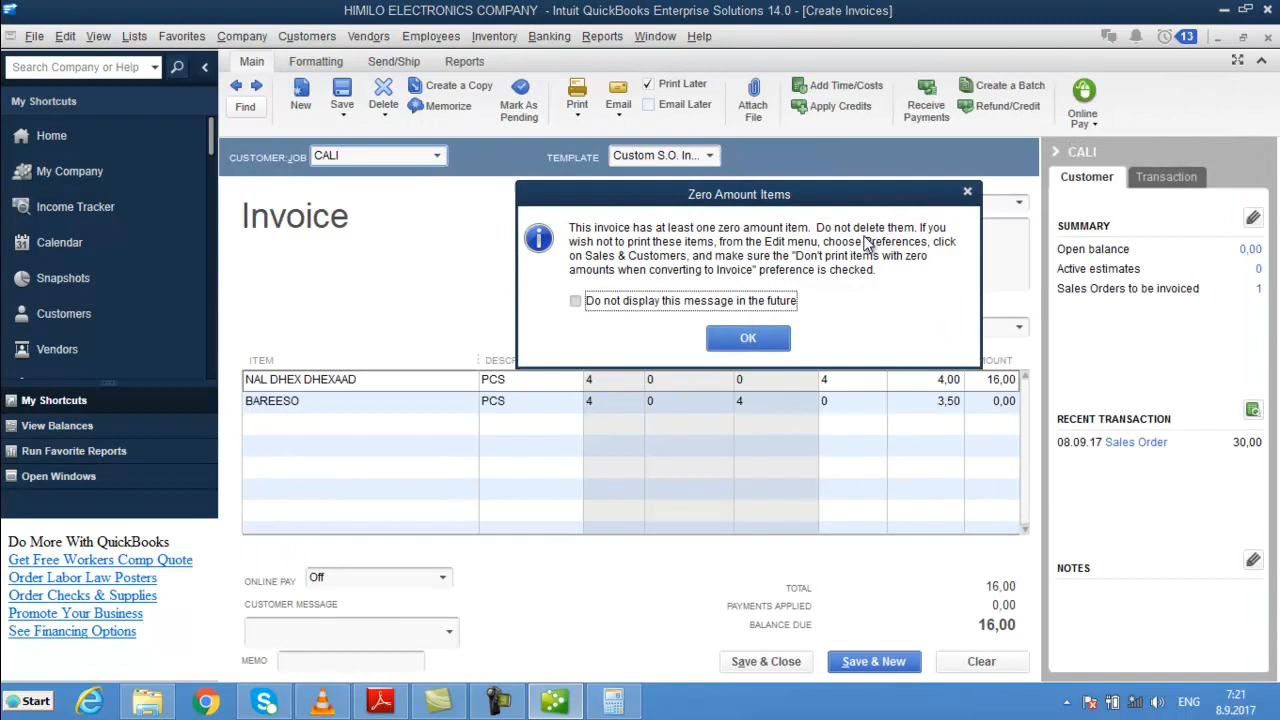 HIMILO ELECTRONICS COMPANY - Intuit QuickBooks Enterprise Solutions 14.0 - [Create Invoices]
File Edit View Lists Favorites Company Customers Vendors Employees Inventory Banking Reports Window Help
13
Search Company or Help
My Shortcuts
Home
My Company
Income Tracker
Calendar
Snapshots
Customers
Vendors
My Shortcuts
View Balances
Run Favorite Reports
Open Windows
Do More With QuickBooks
Get Free Workers Comp Quote
Order Labor Law Posters
Order Checks & Supplies
Promote Your Business
See Financing Options
Main Formatting Send/Ship Reports
Find
New
Save
Delete
Create a Copy
Memorize
Mark As
Pending
Print
Email
Print Later
Email Later
Attach
File
Add Time/Costs
Apply Credits
Receive
Payments
Create a Batch
Refund/Credit
Online
Pay
CUSTOMER:JOB CALI TEMPLATE Custom S.O. In...
Invoice
Zero Amount Items
This invoice has at least one zero amount item. Do not delete them. If you
wish not to print these items, from the Edit menu, choose Preferences, click
on Sales & Customers, and make sure the "Don't print items with zero
amounts when converting to Invoice" preference is checked.
Do not display this message in the future
OK
ITEM
NAL DHEX DHEXAAD PCS 4 0 0 4 4,00 16,00
BAREESO PCS 4 0 4 0 3,50 0,00
ONLINE PAY Off
CUSTOMER MESSAGE
MEMO
TOTAL 16,00
PAYMENTS APPLIED 0,00
BALANCE DUE 16,00
Save & Close Save & New Clear
CALI
Customer Transaction
SUMMARY
Open balance 0,00
Active estimates 0
Sales Orders to be invoiced 1
RECENT TRANSACTION
08.09.17 Sales Order 30,00
NOTES
Start
ENG
7:21
8.9.2017